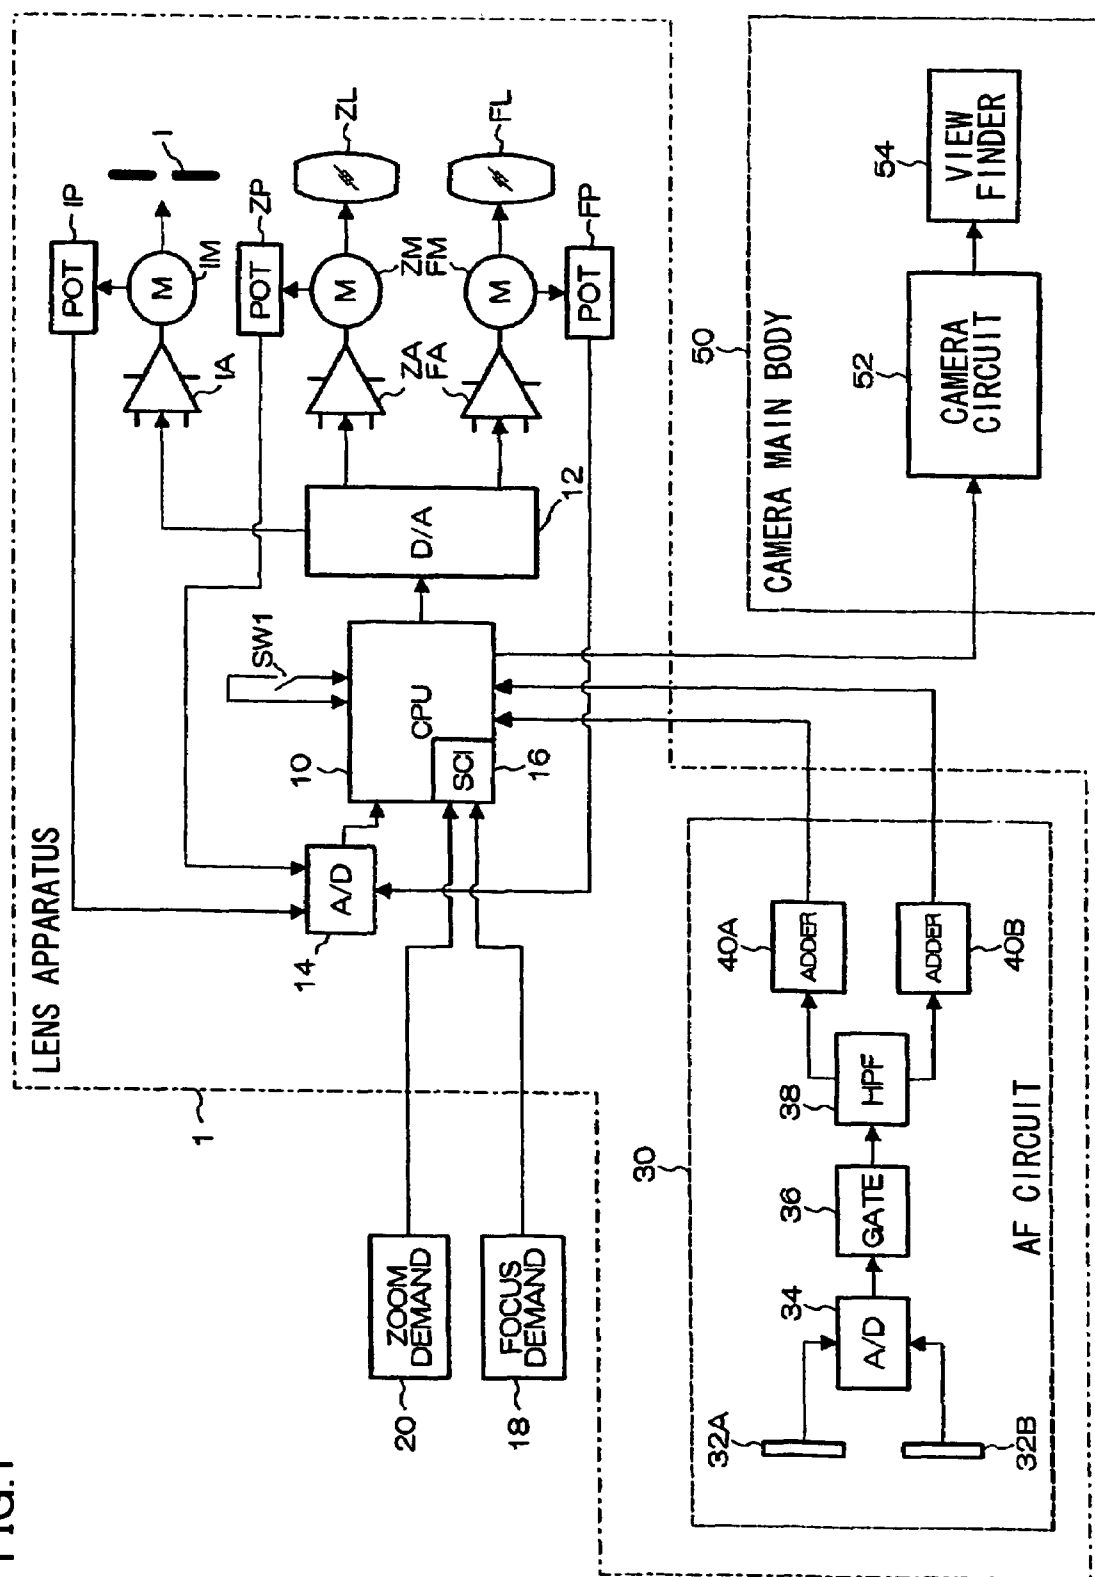 FIG.1
LENS APPARATUS
1
IP
POT
M
IM
I
IA
ZP
POT
ZL
M
ZM
ZA
FL
M
FM
FA
FP
POT
D/A
12
SW1
10
CPU
SCI
16
A/D
14
ZOOM
DEMAND
20
FOCUS
DEMAND
18
30
AF CIRCUIT
32A
32B
34
A/D
36
GATE
38
HPF
40A
ADDER
ADDER
40B
50
CAMERA MAIN BODY
52
CAMERA
CIRCUIT
54
VIEW
FINDER